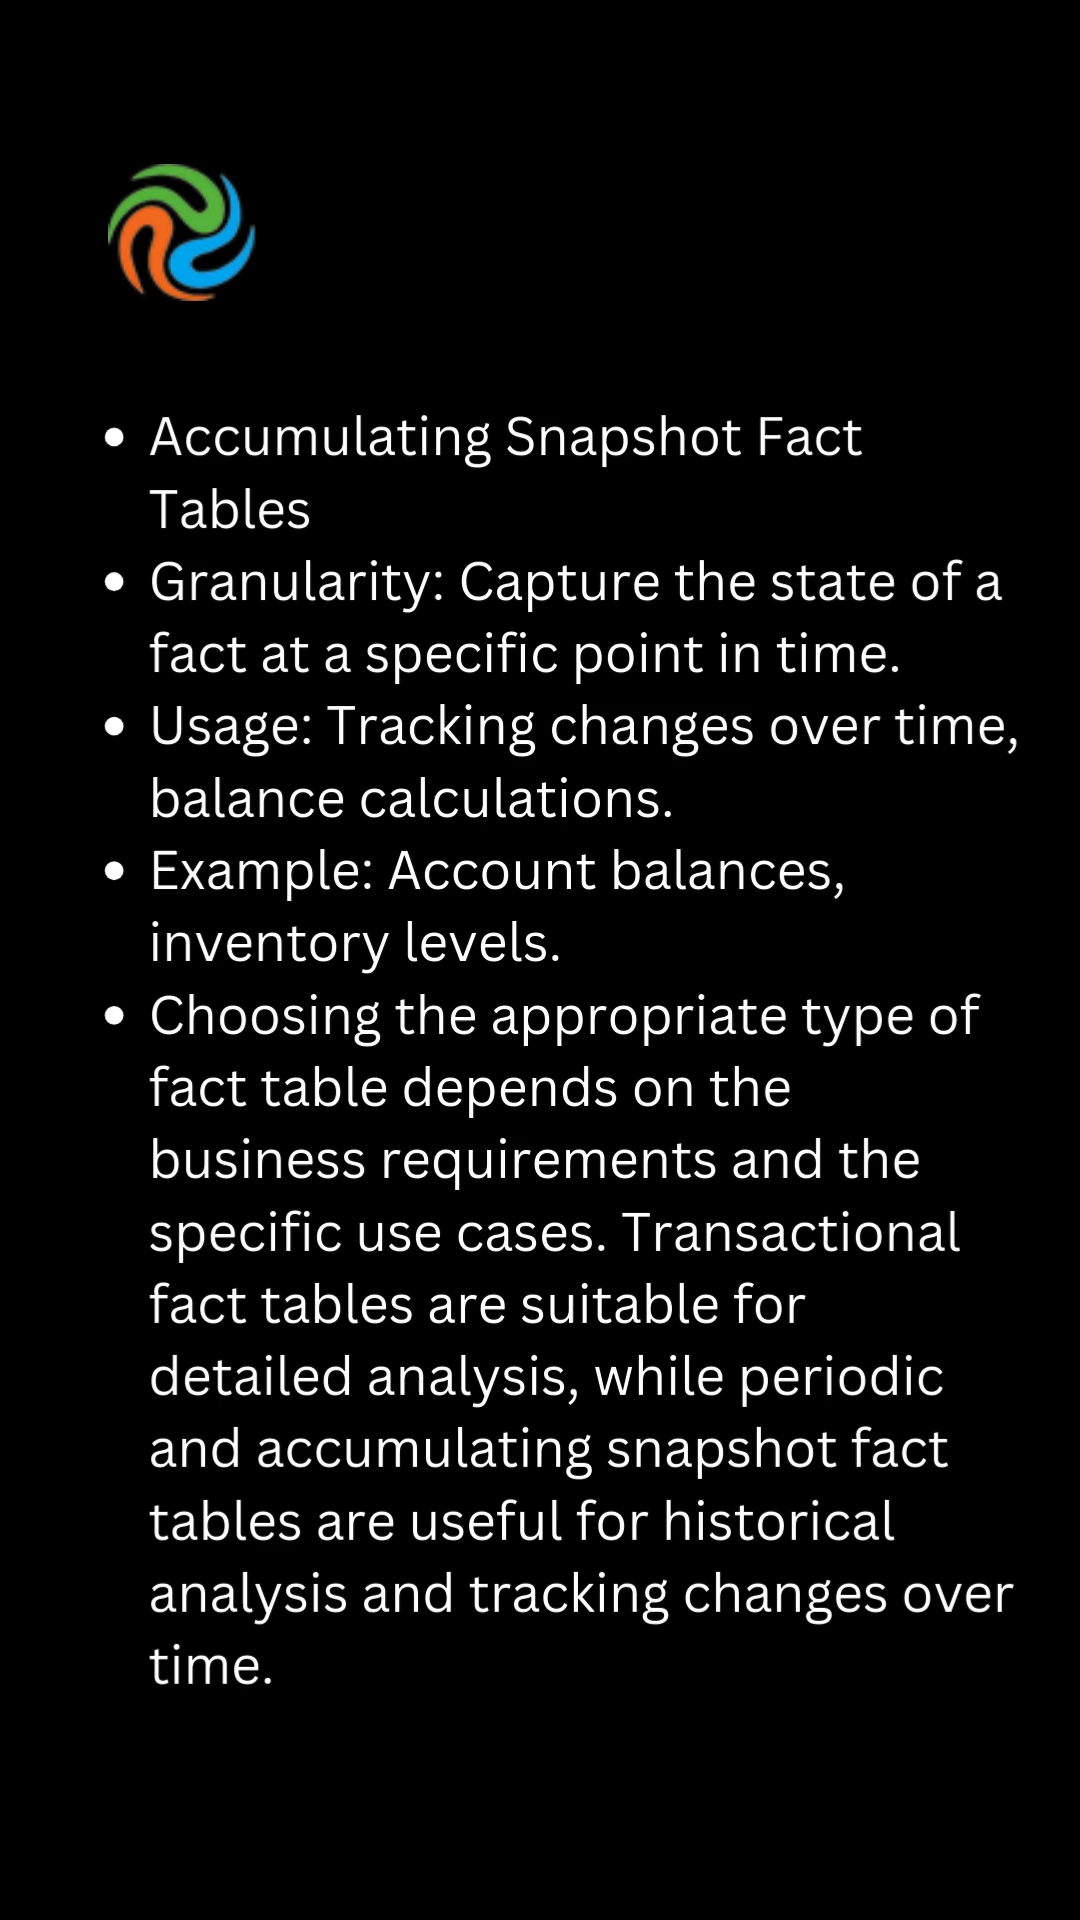 • Accumulating Snapshot Fact
Tables
• Granularity: Capture the state of a
fact at a specific point in time.
• Usage: Tracking changes over time,
balance calculations.
• Example: Account balances,
inventory levels.
• Choosing the appropriate type of
fact table depends on the
business requirements and the
specific use cases. Transactional
fact tables are suitable for
detailed analysis, while periodic
and accumulating snapshot fact
tables are useful for historical
analysis and tracking changes over
time.